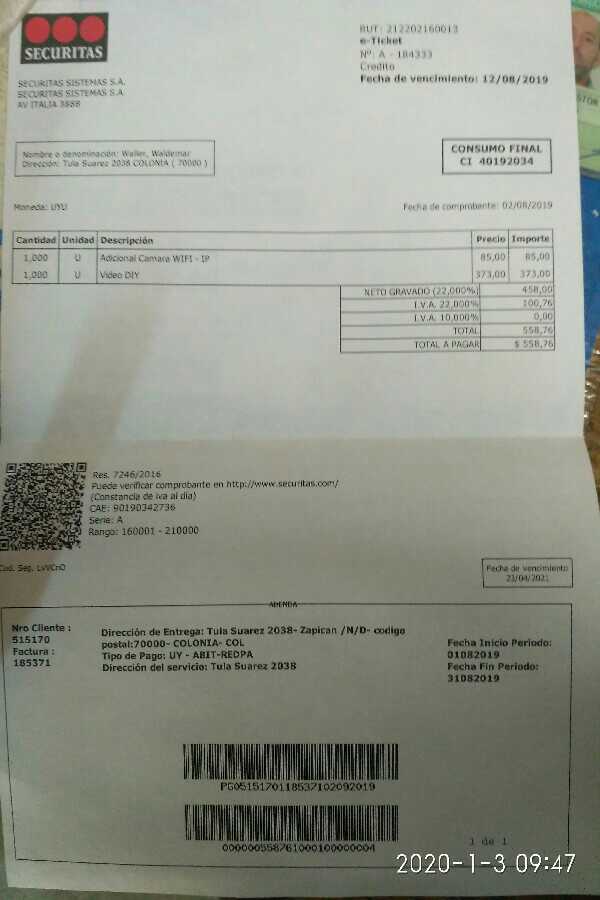 SECURITAS
SECURITAS SISTEMAS S.A.
SECURITAS SISTEMAS S.A.
AV ITALIA 3888
RUT: 212202160013
e-Ticket
Nº: A - 184333
Credito
Fecha de vencimiento: 12/08/2019
Nombre o denominación: Waller, Waldemar
Dirección: Tula Suarez 2038 COLONIA ( 70000 )
CONSUMO FINAL
CI 40192034
Moneda: UYU
Fecha de comprobante: 02/08/2019
Cantidad Unidad Descripción Precio Importe
1,000 U Adicional Camara WIFI - IP 85,00 85,00
1,000 U Video DIY 373,00 373,00
NETO GRAVADO (22,000%) 458,00
I.V.A. 22,000% 100,76
I.V.A. 10,000% 0,00
TOTAL 558,76
TOTAL A PAGAR $ 558,76
Res. 7246/2016
Puede verificar comprobante en http://www.securitas.com/
(Constancia de iva al día)
CAE: 90190342736
Serie: A
Rango: 160001 - 210000
Cod. Seg. LvVCnO
Fecha de vencimiento
23/04/2021
ADENDA
Nro Cliente :
515170
Factura :
185371
Dirección de Entrega: Tula Suarez 2038- Zapican /N/D- codigo
postal:70000- COLONIA- COL
Tipo de Pago: UY - ABIT-REDPA
Dirección del servicio: Tula Suarez 2038
Fecha Inicio Periodo:
01082019
Fecha Fin Periodo:
31082019
PG0515170118537102092019
000000558761000100000004
1 de 1
2020-1-3 09:47